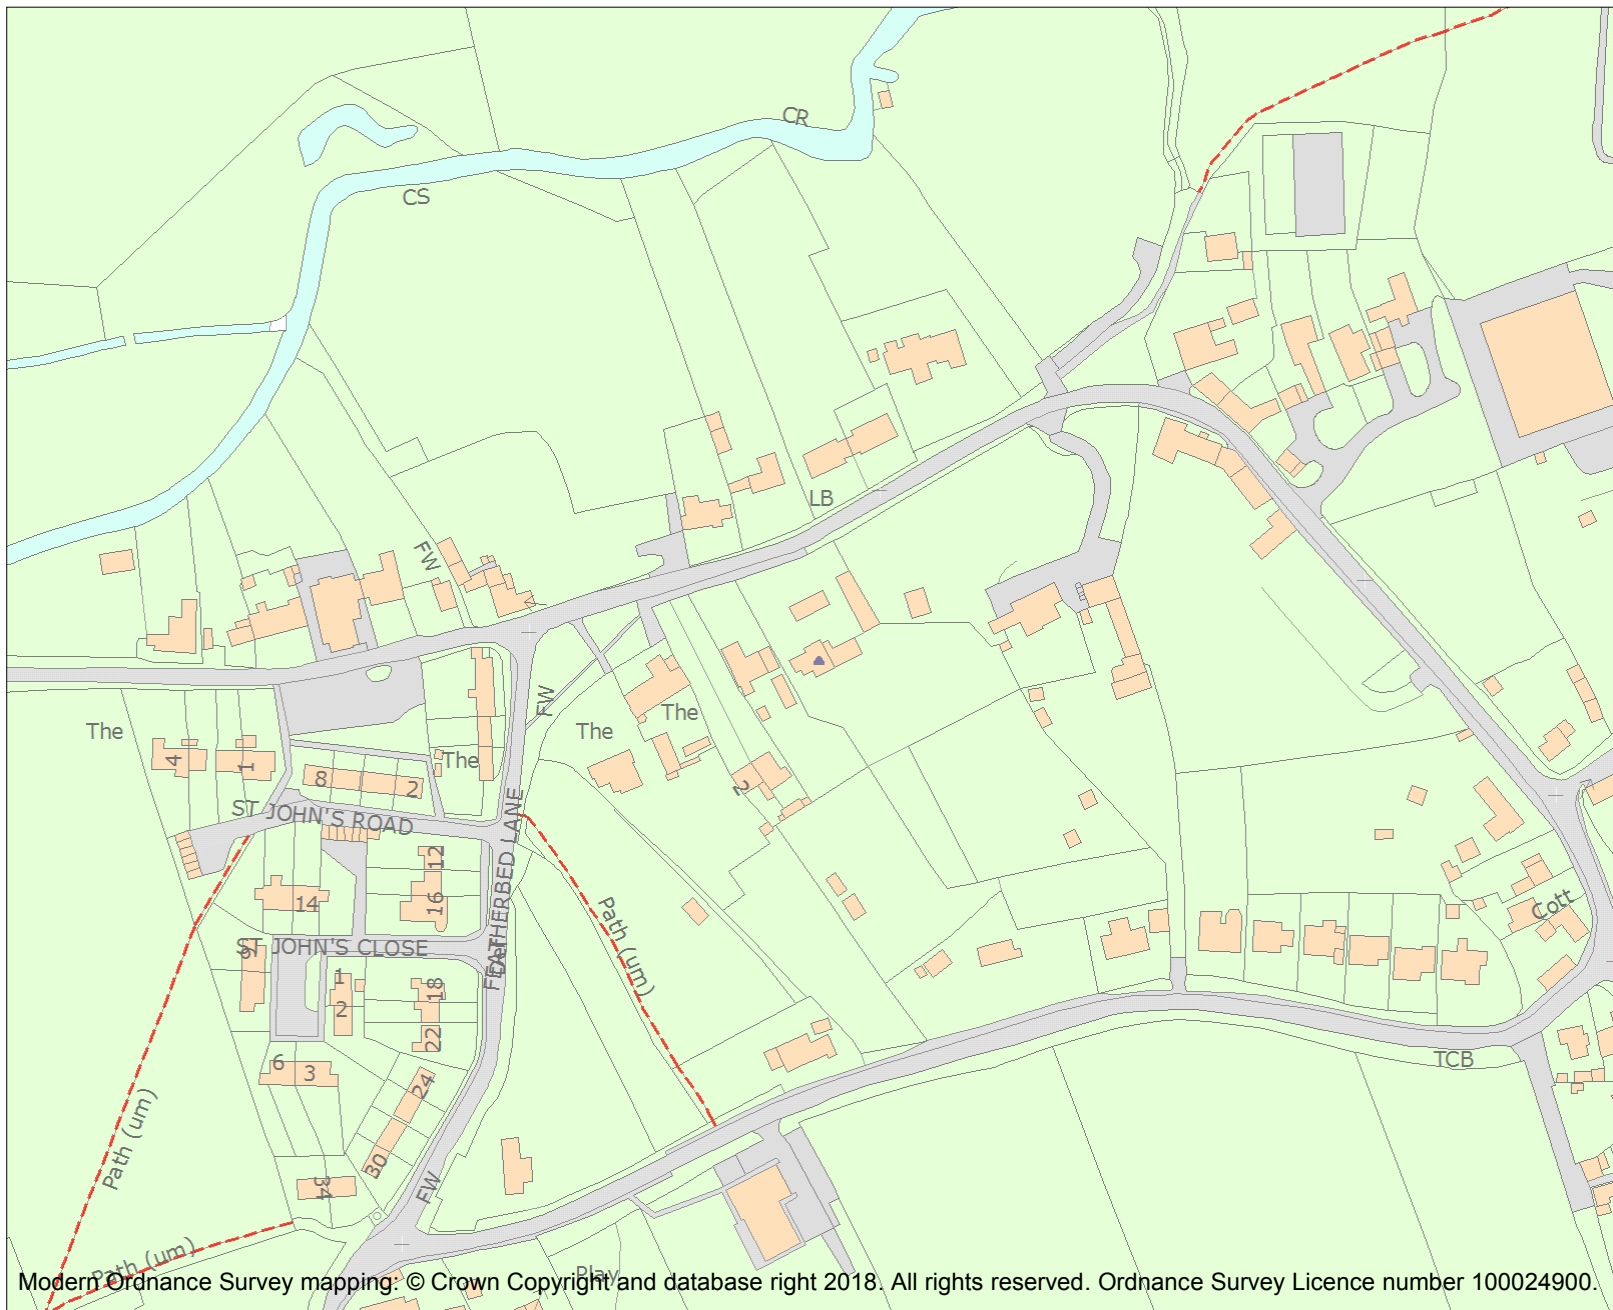 CR
CS
LB
FW
FW
The
The
The
The
4
1
8
2
2
ST JOHN'S ROAD
FEATHERBED LANE
12
16
14
Path (um)
Cott
ST JOHN'S CLOSE
Def
1
2
18
22
TCB
6
3
24
Path (um)
30
34
FW
Path (um)
Play
Modern Ordnance Survey mapping: © Crown Copyright and database right 2018. All rights reserved. Ordnance Survey Licence number 100024900.